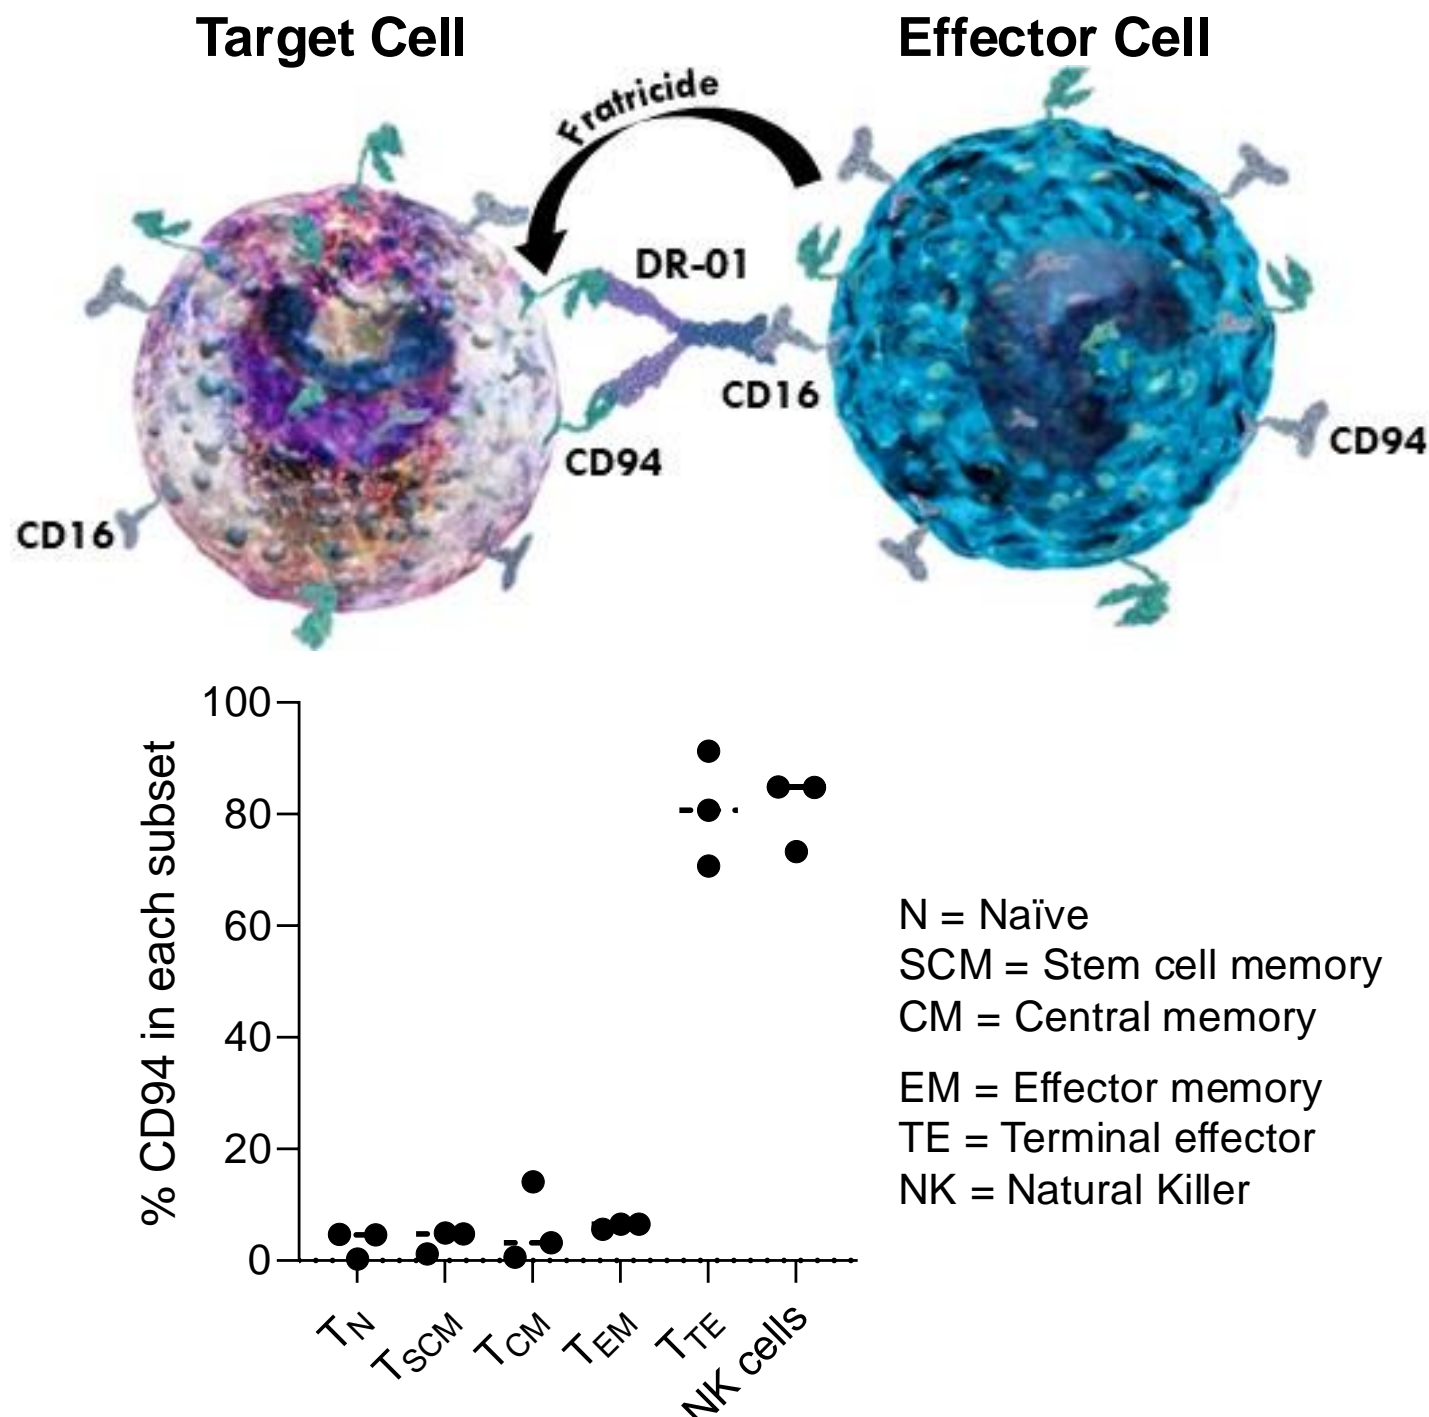 Target Cell
Effector Cell
Fratricide
DR-01
CD16
CD94
CD94
CD16
% CD94 in each subset
100
80
60
40
20
0
TN
TSCM
TCM
TEM
TTE
NK cells
N = Naïve
SCM = Stem cell memory
CM = Central memory
EM = Effector memory
TE = Terminal effector
NK = Natural Killer